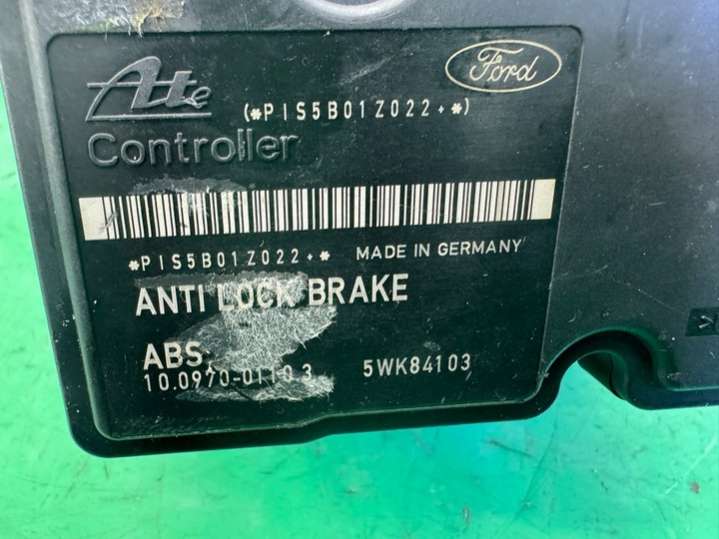 Ate
Ford
(*PIS5B01Z022+*)
Controller
*PIS5B01Z022+* MADE IN GERMANY
ANTI LOCK BRAKE
ABS
10.0970-0110.3 5WK84103